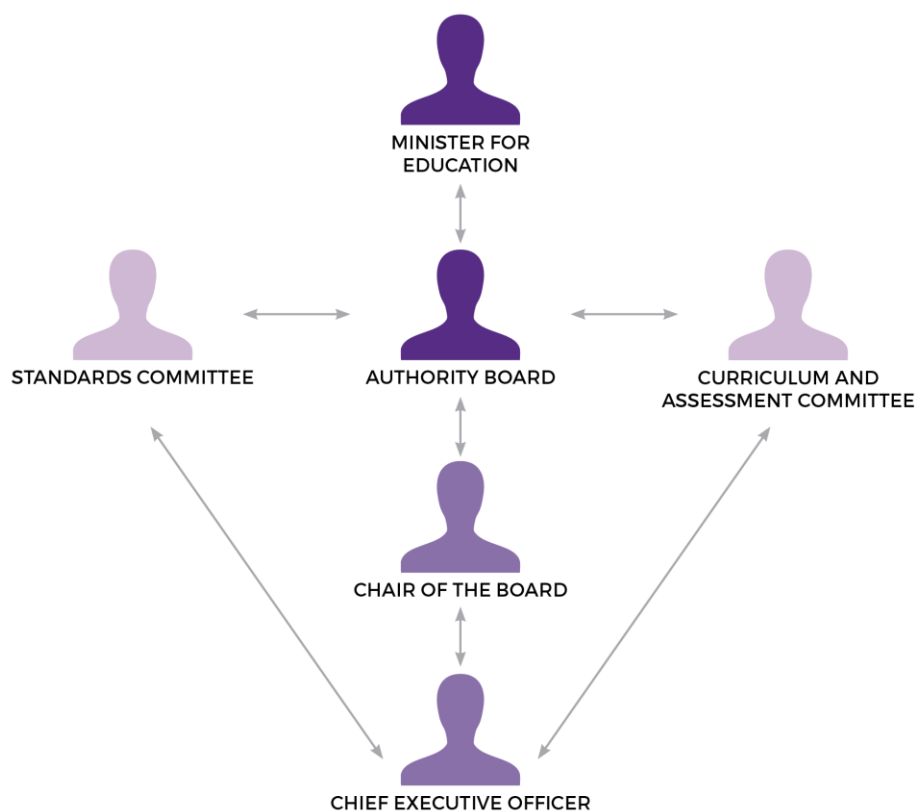 MINISTER FOR
EDUCATION
STANDARDS COMMITTEE
AUTHORITY BOARD
CURRICULUM AND
ASSESSMENT COMMITTEE
CHAIR OF THE BOARD
CHIEF EXECUTIVE OFFICER